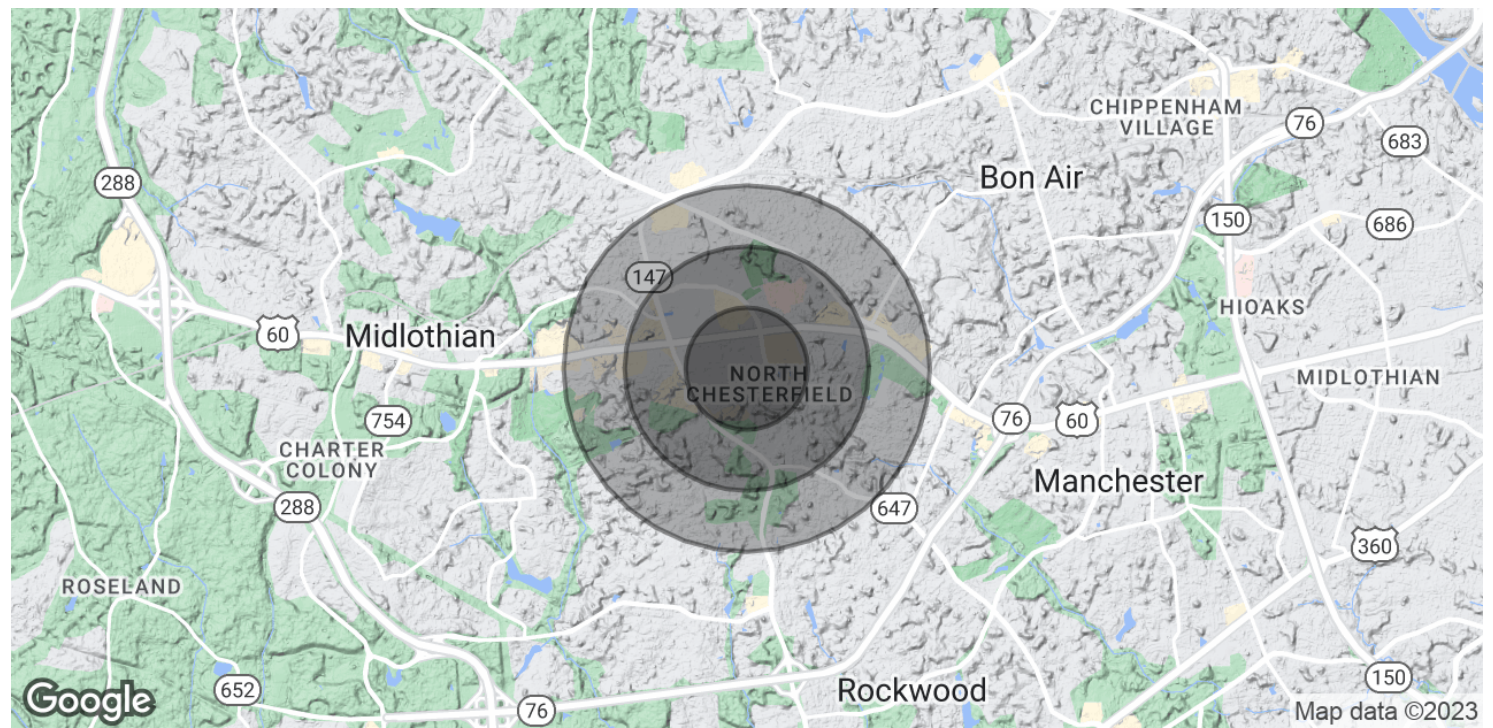 76
CHIPPENHAM
VILLAGE
683
288
Bon Air
150
686
147
HIOAKS
60
Midlothian
NORTH
CHESTERFIELD
MIDLOTHIAN
754
76
60
CHARTER
COLONY
Manchester
288
647
360
ROSELAND
652
Rockwood
150
76
Google
Map data ©2023